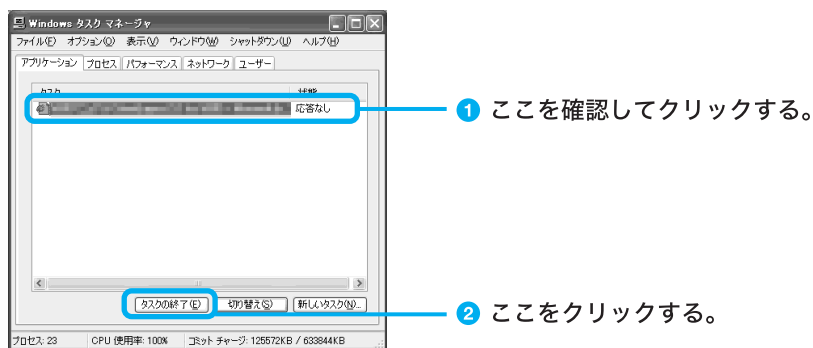 Windows タスク マネージャ
ファイル(F) オプション(O) 表示(V) ウィンドウ(W) シャットダウン(U) ヘルプ(H)
アプリケーション プロセス パフォーマンス ネットワーク ユーザー
タスク 状態
応答なし
① ここを確認してクリックする。
タスクの終了(E) 切り替え(S) 新しいタスク(N)...
② ここをクリックする。
プロセス: 23 CPU 使用率: 100% コミット チャージ: 125572KB / 633844KB